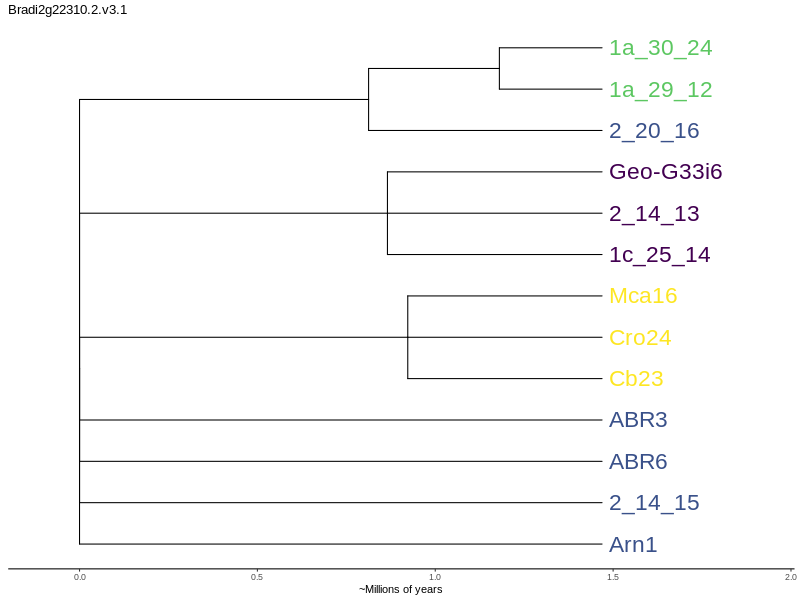 Bradi2g22310.2.v3.1
1a_30_24
1a_29_12
2_20_16
Geo-G33i6
2_14_13
1c_25_14
Mca16
Cro24
Cb23
ABR3
ABR6
2_14_15
Arn1
0.0 0.5 1.0 1.5 2.0
~Millions of years